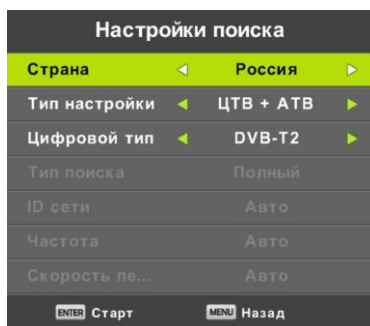 Настройки поиска
Страна Россия
Тип настройки ЦТВ + АТВ
Цифровой тип DVB-T2
Тип поиска Полный
ID сети Авто
Частота Авто
Скорость пе... Авто
ENTER Старт MENU Назад